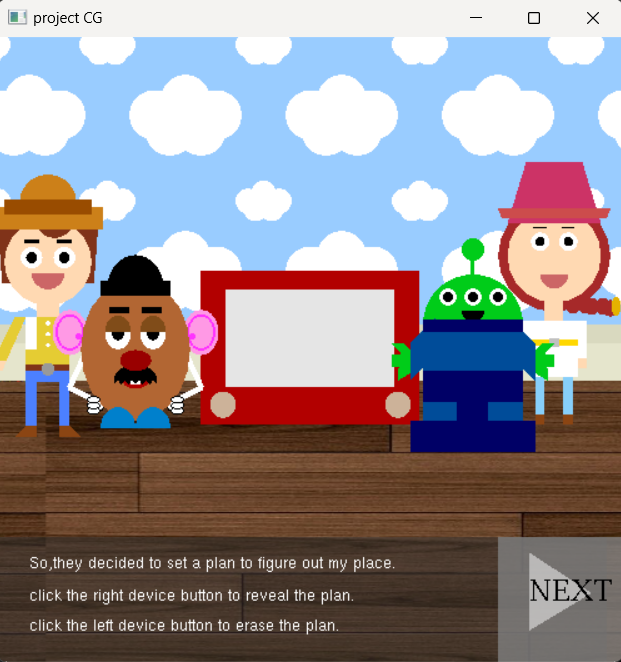 project CG
So,they decided to set a plan to figure out my place.
click the right device button to reveal the plan.
click the left device button to erase the plan.
NEXT